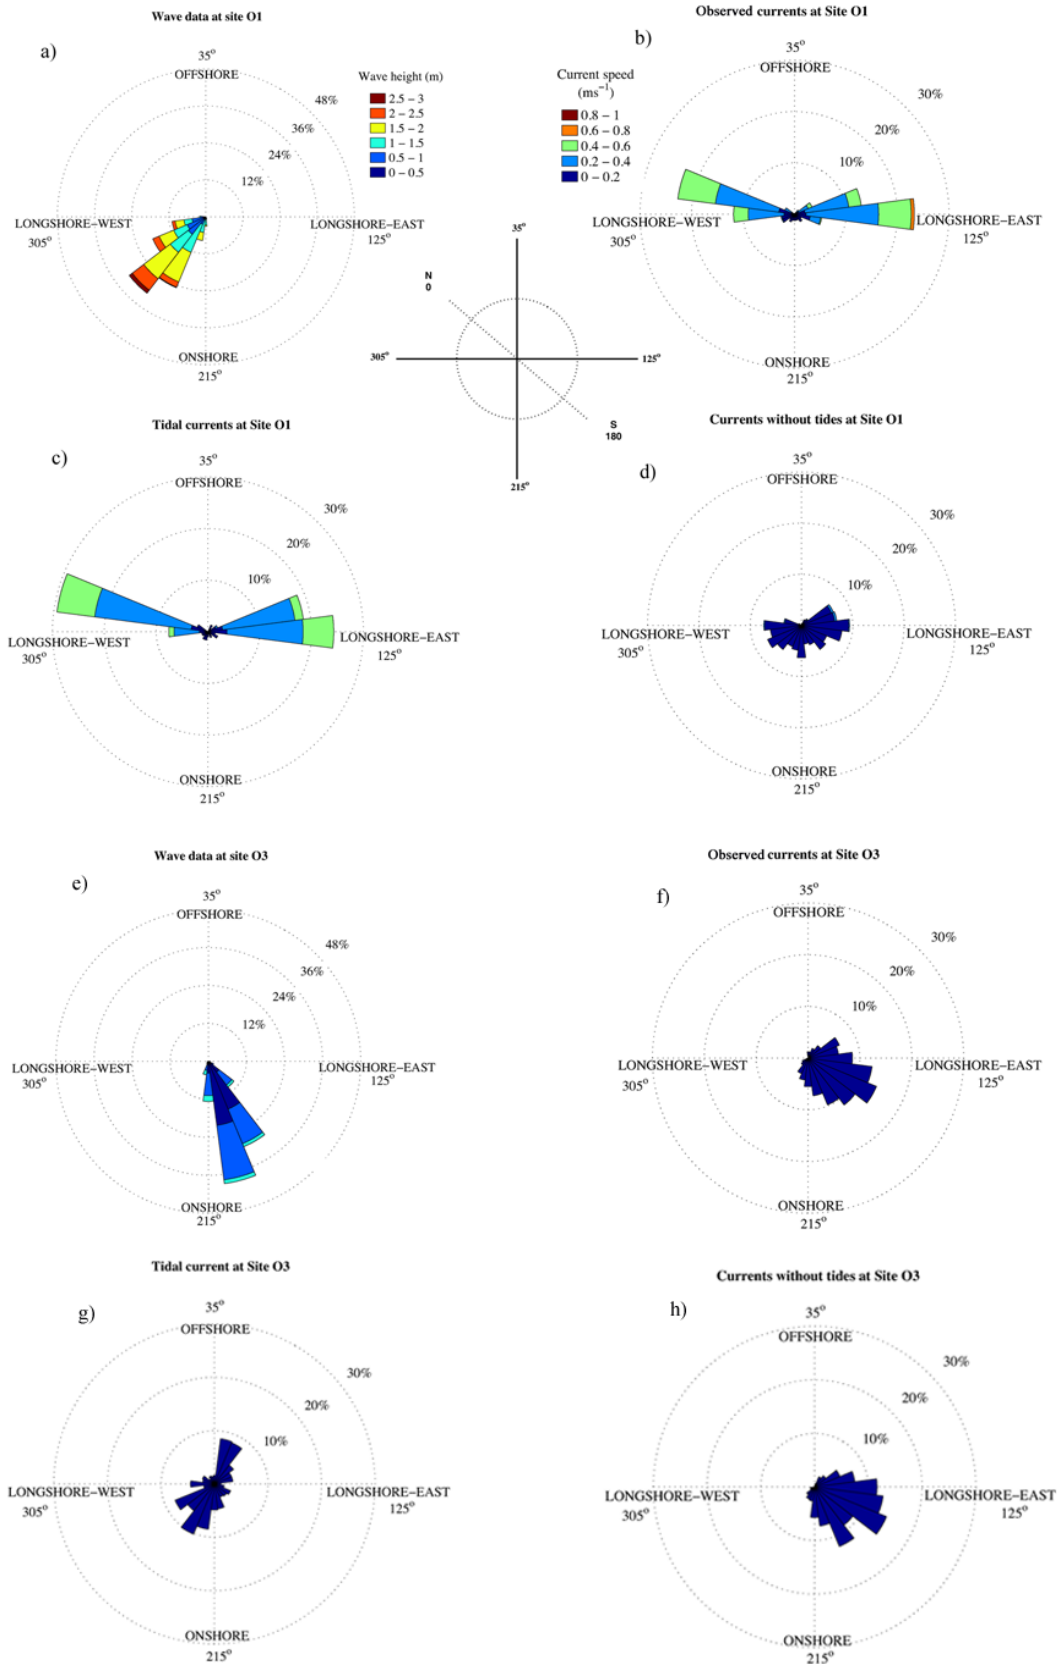 Wave data at site O1
a)
35°
OFFSHORE
48%
36%
24%
12%
LONGSHORE−WEST
305°
LONGSHORE−EAST
125°
ONSHORE
215°
Wave height (m)
2.5 − 3
2 − 2.5
1.5 − 2
1 − 1.5
0.5 − 1
0 − 0.5
Observed currents at Site O1
b)
35°
OFFSHORE
30%
20%
10%
LONGSHORE−WEST
305°
LONGSHORE−EAST
125°
ONSHORE
215°
Current speed
(ms−1)
0.8 − 1
0.6 − 0.8
0.4 − 0.6
0.2 − 0.4
0 − 0.2
35°
N
0
305°
125°
S
180
215°
Tidal currents at Site O1
c)
35°
OFFSHORE
30%
20%
10%
LONGSHORE−WEST
305°
LONGSHORE−EAST
125°
ONSHORE
215°
Currents without tides at Site O1
d)
35°
OFFSHORE
30%
20%
10%
LONGSHORE−WEST
305°
LONGSHORE−EAST
125°
ONSHORE
215°
Wave data at site O3
e)
35°
OFFSHORE
48%
36%
24%
12%
LONGSHORE−WEST
305°
LONGSHORE−EAST
125°
ONSHORE
215°
Observed currents at Site O3
f)
35°
OFFSHORE
30%
20%
10%
LONGSHORE−WEST
305°
LONGSHORE−EAST
125°
ONSHORE
215°
Tidal current at Site O3
g)
35°
OFFSHORE
30%
20%
10%
LONGSHORE−WEST
305°
LONGSHORE−EAST
125°
ONSHORE
215°
Currents without tides at Site O3
h)
35°
OFFSHORE
30%
20%
10%
LONGSHORE−WEST
305°
LONGSHORE−EAST
125°
ONSHORE
215°